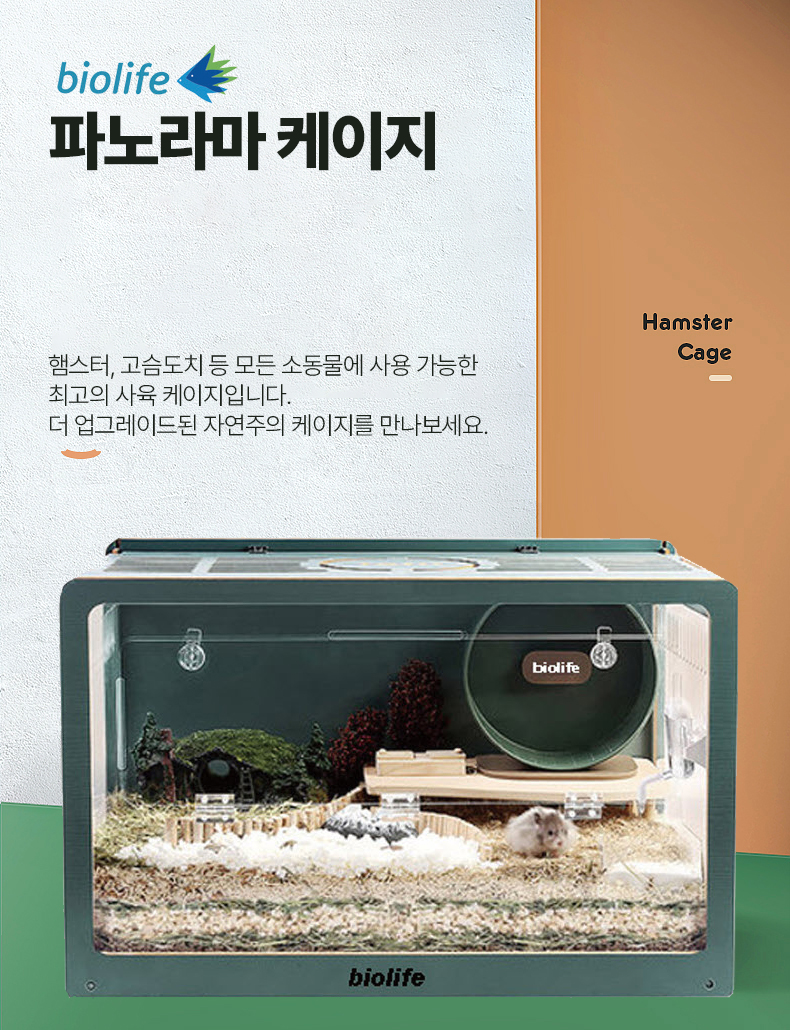 biolife
파노라마 케이지
Hamster
Cage
햄스터, 고슴도치 등 모든 소동물에 사용 가능한
최고의 사육 케이지입니다.
더 업그레이드된 자연주의 케이지를 만나보세요.
biolife
biolife